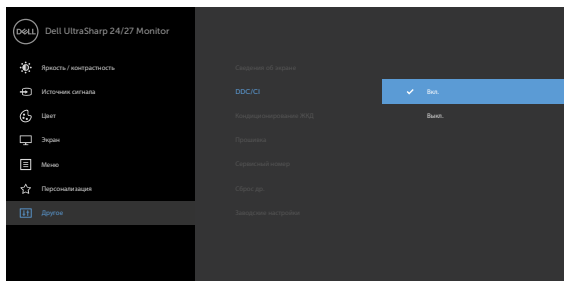 DELL
Dell UltraSharp 24/27 Monitor
Яркость / контрастность
Источник сигнала
Цвет
Экран
Меню
Персонализация
Другое
Сведения об экране
DDC/CI
Кондиционирование ЖКД
Прошивка
Сервисный номер
Сброс др.
Заводские настройки
Вкл.
Выкл.